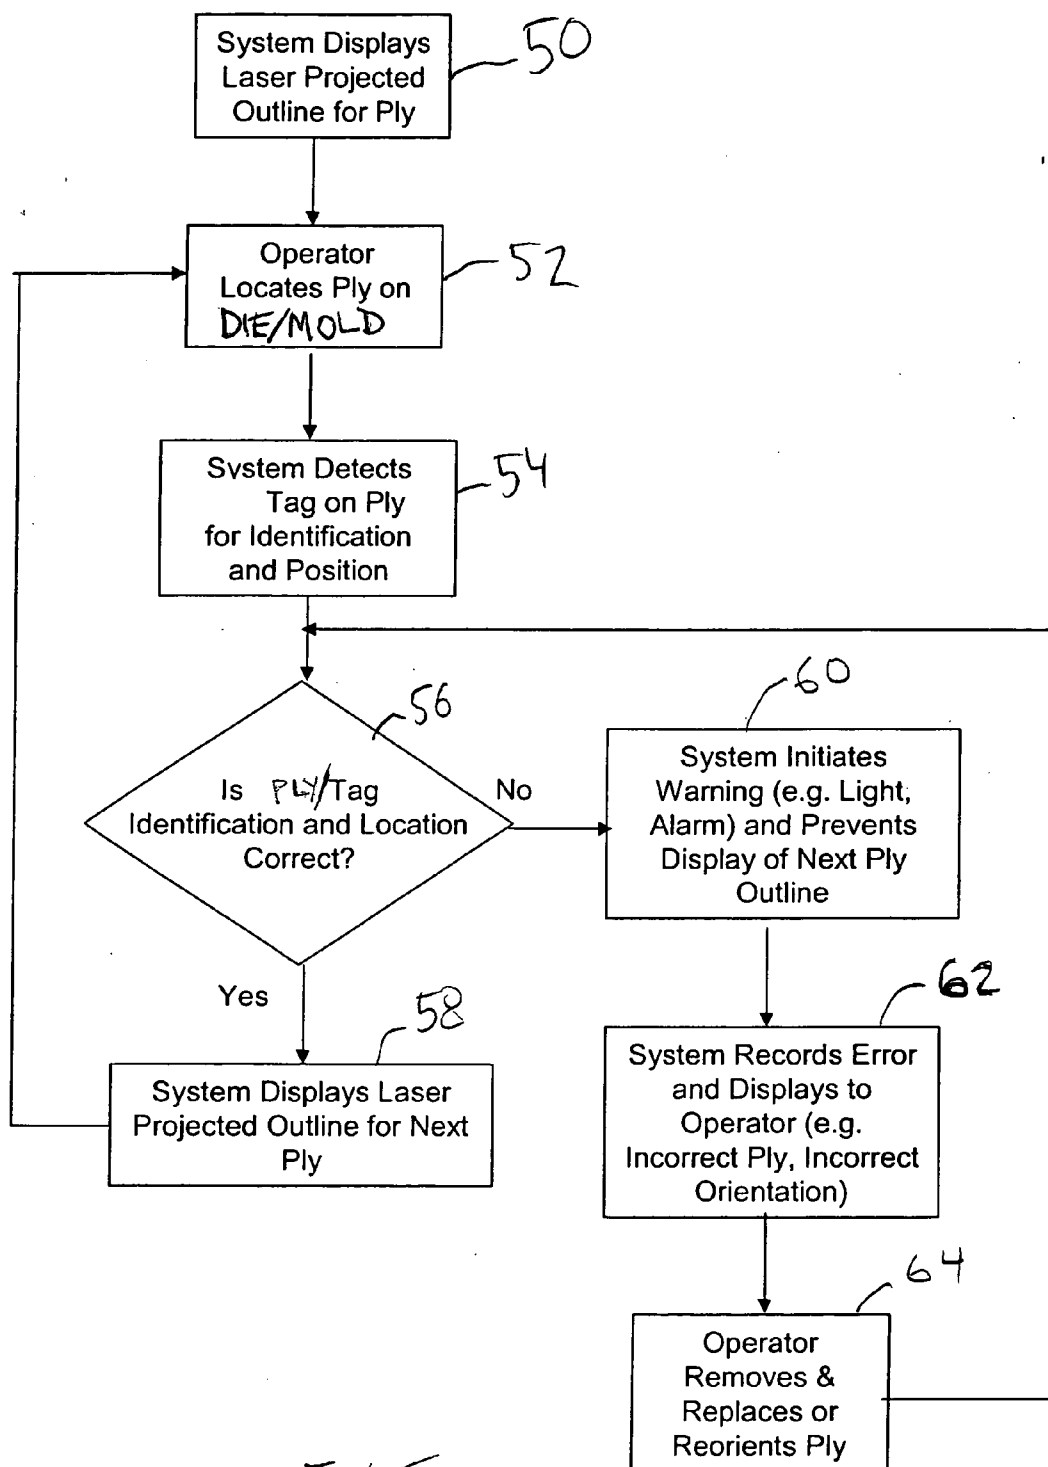 System Displays
Laser Projected
Outline for Ply
50
Operator
Locates Ply on
DIE/MOLD
52
System Detects
Tag on Ply
for Identification
and Position
54
56
Is PLY/Tag
Identification and Location
Correct?
No
Yes
60
System Initiates
Warning (e.g. Light,
Alarm) and Prevents
Display of Next Ply
Outline
58
System Displays Laser
Projected Outline for Next
Ply
62
System Records Error
and Displays to
Operator (e.g.
Incorrect Ply, Incorrect
Orientation)
64
Operator
Removes &
Replaces or
Reorients Ply